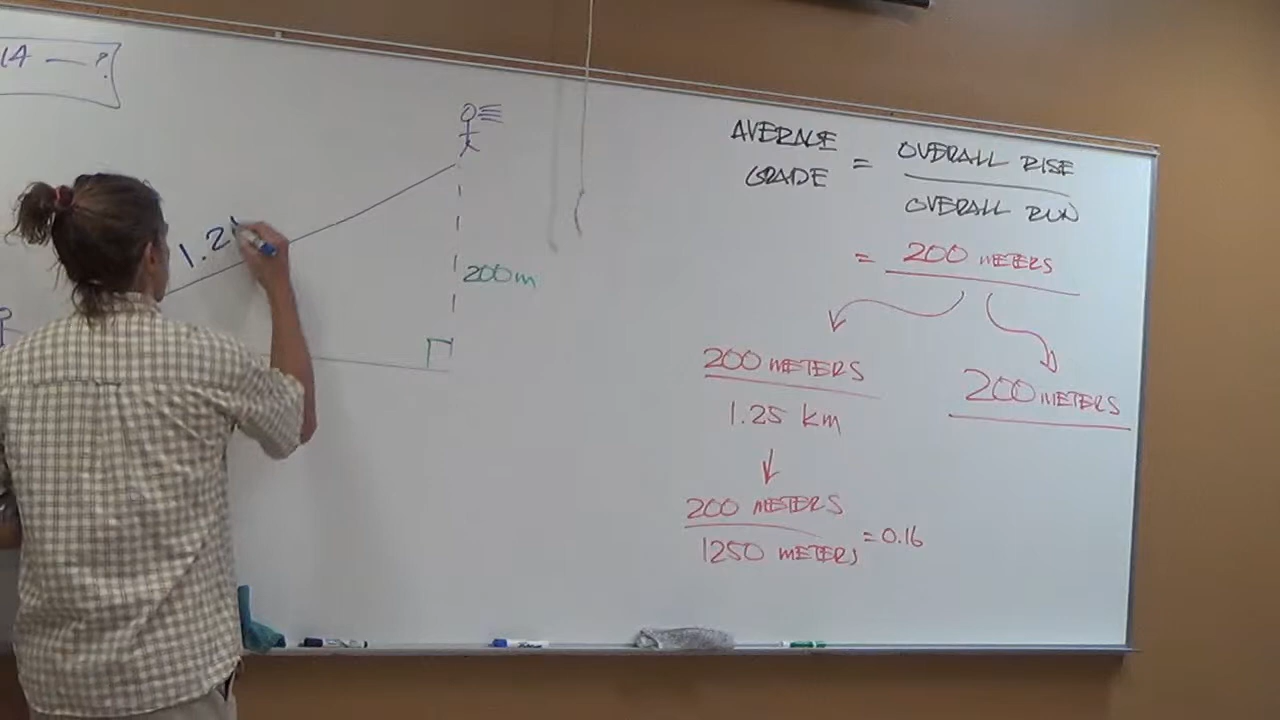 14 — ?
1.2
200m
AVERAGE
GRADE
=
OVERALL RISE
OVERALL RUN
= 200 METERS
200 METERS
1.25 km
200 METERS
200 METERS
1250 METERS
= 0.16